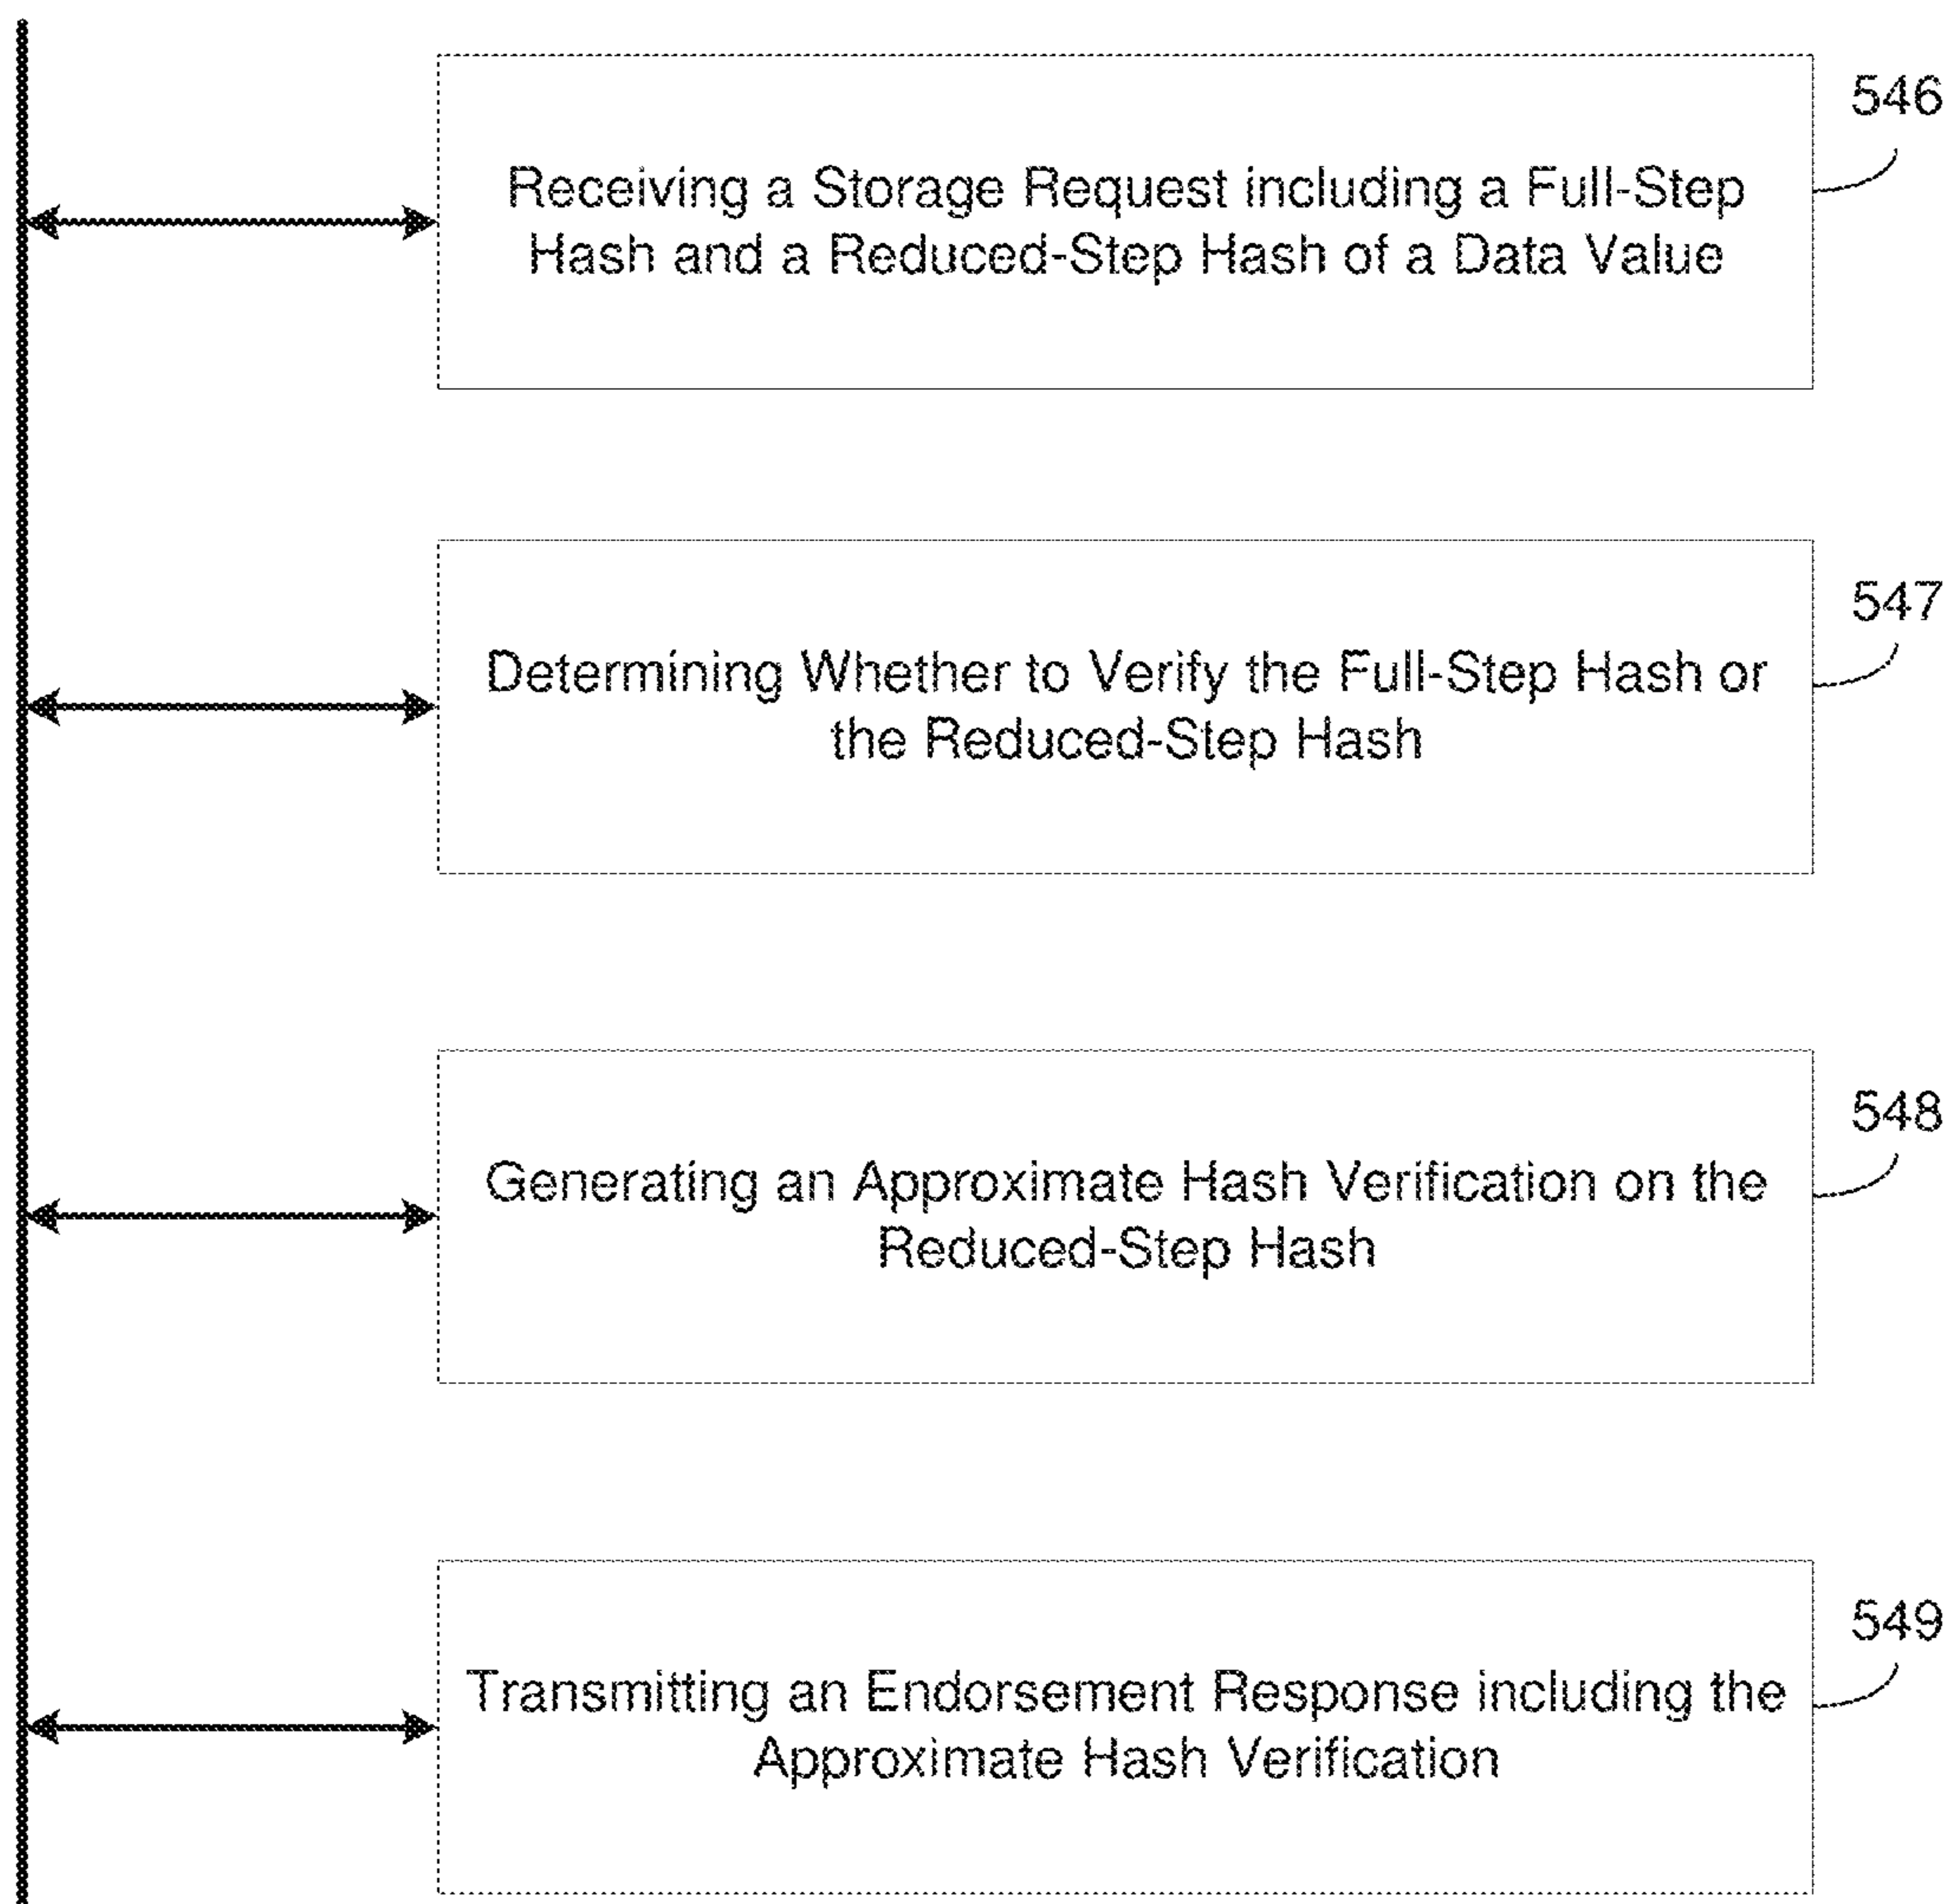 546
Receiving a Storage Request including a Full-Step
Hash and a Reduced-Step Hash of a Data Value
547
Determining Whether to Verify the Full-Step Hash or
the Reduced-Step Hash
548
Generating an Approximate Hash Verification on the
Reduced-Step Hash
549
Transmitting an Endorsement Response including the
Approximate Hash Verification